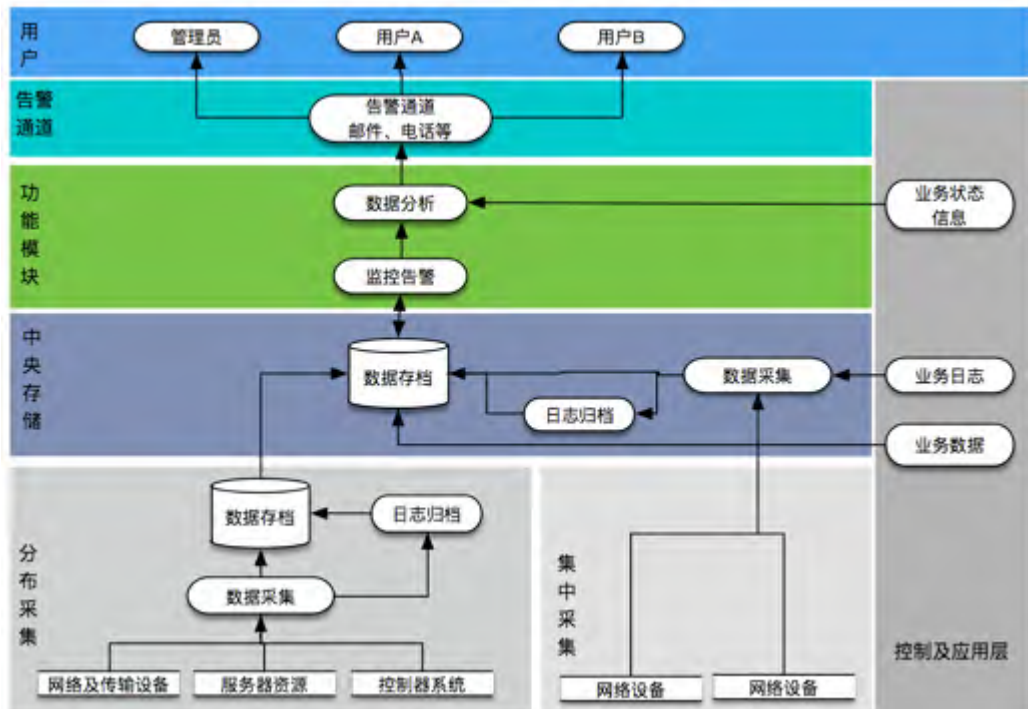 用户
管理员
用户A
用户B
告警
通道
告警通道
邮件、电话等
功能模块
数据分析
业务状态
信息
监控告警
中央存储
数据存档
数据采集
业务日志
日志归档
业务数据
分布采集
数据存档
日志归档
数据采集
网络及传输设备
服务器资源
控制器系统
集中采集
网络设备
网络设备
控制及应用层